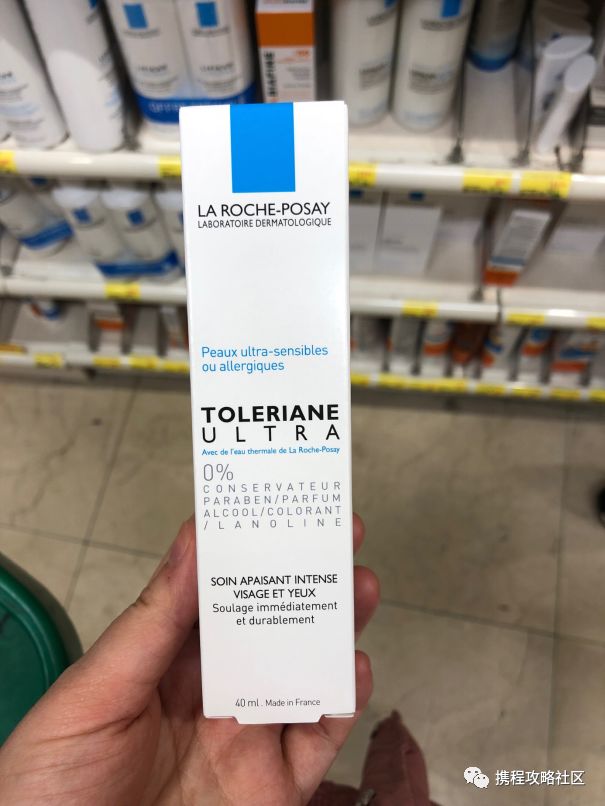 LA ROCHE-POSAY
LABORATOIRE DERMATOLOGIQUE
Peaux ultra-sensibles
ou allergiques
TOLERIANE
ULTRA
Avec de l'eau thermale de La Roche-Posay
0%
CONSERVATEUR
PARABEN/PARFUM
ALCOOL/COLORANT
/LANOLINE
SOIN APAISANT INTENSE
VISAGE ET YEUX
Soulage immédiatement
et durablement
40 ml . Made in France
携程攻略社区